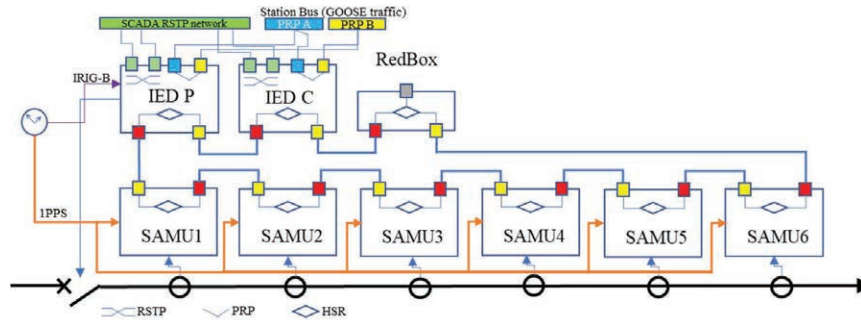 SCADA RSTP network
Station Bus (GOOSE traffic)
PRP A
PRP B
RedBox
IRIG-B
IED P
IED C
1PPS
SAMU1
SAMU2
SAMU3
SAMU4
SAMU5
SAMU6
RSTP
PRP
HSR